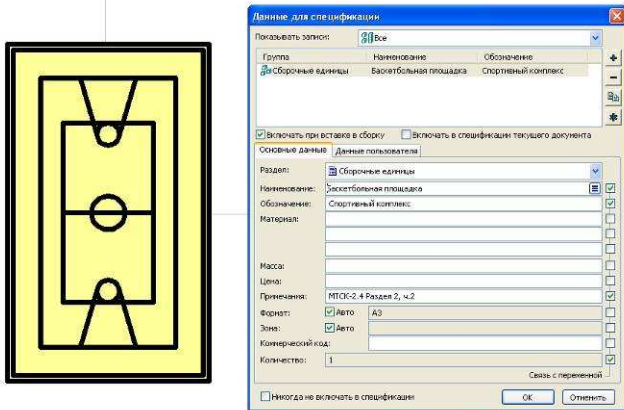 Данные для спецификации
Показывать записи: Все
Группа Наименование Обозначение
Сборочные единицы Баскетбольная площадка Спортивный комплекс
Включать при вставке в сборку Включать в спецификации текущего документа
Основные данные Данные пользователя
Раздел: Сборочные единицы
Наименование: Баскетбольная площадка
Обозначение: Спортивный комплекс
Материал:
Масса:
Цена:
Примечания: МТСК-2.4 Раздел 2, ч.2
Формат: Авто А3
Зона: Авто
Коммерческий код:
Количество: 1
Связь с переменной
Никогда не включать в спецификации OK Отменить